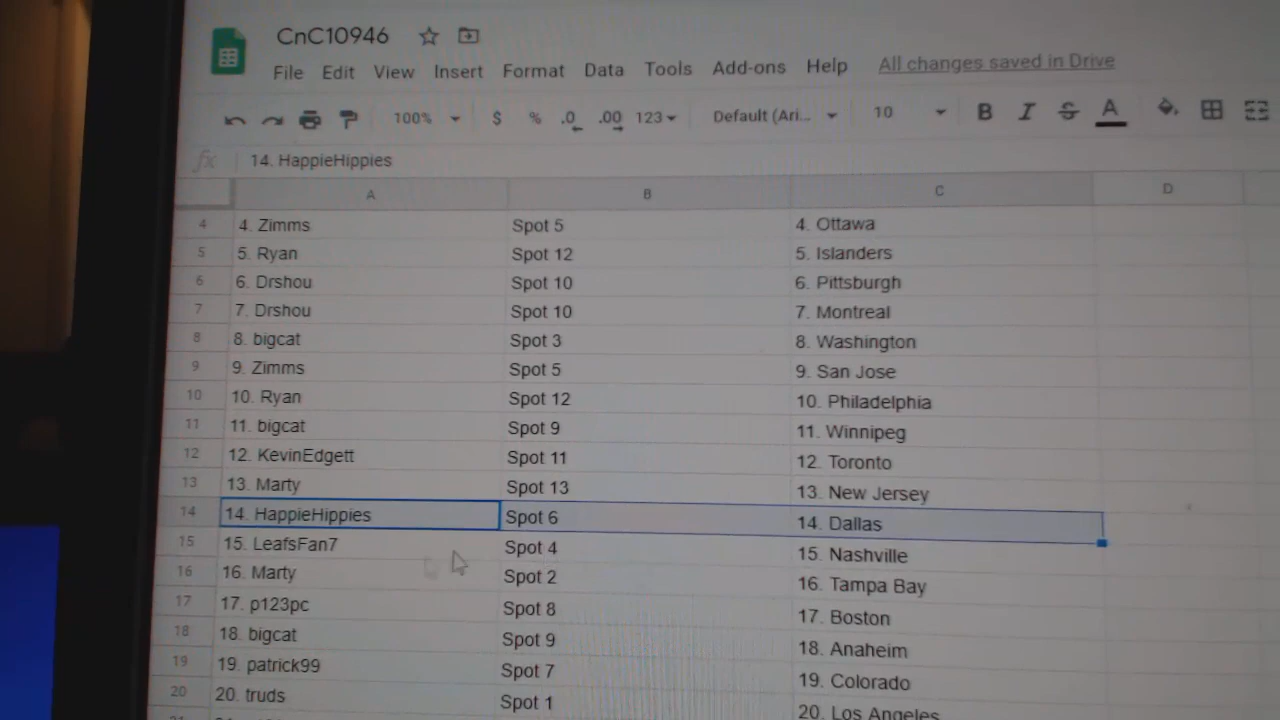 CnC10946
File Edit View Insert Format Data Tools Add-ons Help All changes saved in Drive
100% $ % .0 .00 123 Default (Ari... 10 B I S A
fx 14. HappieHippies
A B C D
4 4. Zimms Spot 5 4. Ottawa
5 5. Ryan Spot 12 5. Islanders
6 6. Drshou Spot 10 6. Pittsburgh
7 7. Drshou Spot 10 7. Montreal
8 8. bigcat Spot 3 8. Washington
9 9. Zimms Spot 5 9. San Jose
10 10. Ryan Spot 12 10. Philadelphia
11 11. bigcat Spot 9 11. Winnipeg
12 12. KevinEdgett Spot 11 12. Toronto
13 13. Marty Spot 13 13. New Jersey
14 14. HappieHippies Spot 6 14. Dallas
15 15. LeafsFan7 Spot 4 15. Nashville
16 16. Marty Spot 2 16. Tampa Bay
17 17. p123pc Spot 8 17. Boston
18 18. bigcat Spot 9 18. Anaheim
19 19. patrick99 Spot 7 19. Colorado
20 20. truds Spot 1 20. Los Angeles